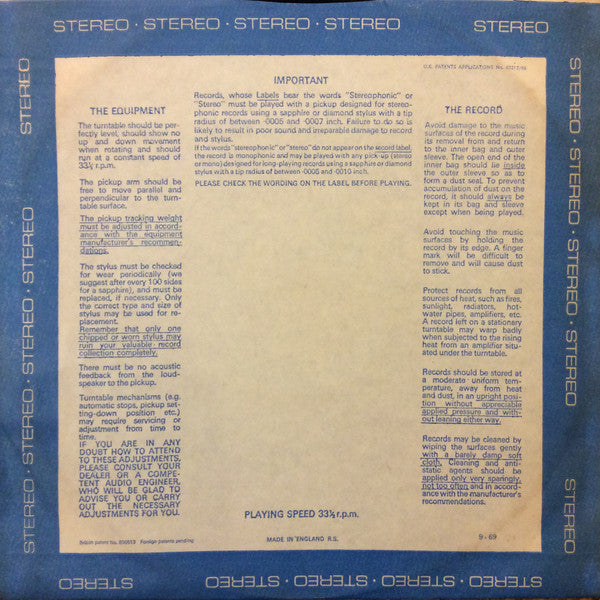 STEREO · STEREO · STEREO · STEREO STEREO
U.K. PATENTS APPLICATIONS No.
IMPORTANT
Records, whose Labels bear the words "Stereophonic" or
"Stereo" must be played with a pickup designed for stereo-
phonic records using a sapphire or diamond stylus with a tip
radius of between ·0005 and ·0007 inch. Failure to do so is
likely to result in poor sound and irreparable damage to record
and stylus.
If the words "stereophonic" or "stereo" do not appear on the record label,
the record is monophonic and may be played with any pick-up (stereo
or mono) designed for long-playing records using a sapphire or diamond
stylus with a tip radius of between ·0005 and ·0010 inch.
PLEASE CHECK THE WORDING ON THE LABEL BEFORE PLAYING.
THE EQUIPMENT
The turntable should be per-
fectly level, should show no
up and down movement
when rotating and should
run at a constant speed of
33⅓ r.p.m.
The pickup arm should be
free to move parallel and
perpendicular to the turn-
table surface.
The pickup tracking weight
must be adjusted in accord-
ance with the equipment
manufacturer's recommen-
dations.
The stylus must be checked
for wear periodically (we
suggest after every 100 sides
for a sapphire), and must be
replaced, if necessary. Only
the correct type and size of
stylus may be used for re-
placement.
Remember that only one
chipped or worn stylus may
ruin your valuable record
collection completely.
There must be no acoustic
feedback from the loud-
speaker to the pickup.
Turntable mechanisms (e.g.
automatic stops, pickup set-
ting-down position etc.)
may require servicing or
adjustment from time to
time.
IF YOU ARE IN ANY
DOUBT HOW TO ATTEND
TO THESE ADJUSTMENTS,
PLEASE CONSULT YOUR
DEALER OR A COMPE-
TENT AUDIO ENGINEER,
WHO WILL BE GLAD TO
ADVISE YOU OR CARRY
OUT THE NECESSARY
ADJUSTMENTS FOR YOU.
THE RECORD
Avoid damage to the music
surfaces of the record during
its removal from and return
to the inner bag and outer
sleeve. The open end of the
inner bag should lie inside
the outer sleeve so as to
form a dust seal. To prevent
accumulation of dust on the
record, it should always be
kept in its bag and sleeve
except when being played.
Avoid touching the music
surfaces by holding the
record by its edge. A finger
mark will be difficult to
remove and will cause dust
to stick.
Protect records from all
sources of heat, such as fires,
sunlight, radiators, hot-
water pipes, amplifiers, etc.
A record left on a stationary
turntable may warp badly
when subjected to the rising
heat from an amplifier situ-
ated under the turntable.
Records should be stored at
a moderate uniform tem-
perature, away from heat
and dust, in an upright posi-
tion without appreciable
applied pressure and with-
out leaning either way.
Records may be cleaned by
wiping the surfaces gently
with a barely damp soft
cloth. Cleaning and anti-
static agents should be
applied only very sparingly,
not too often and in accord-
ance with the manufacturer's
recommendations.
PLAYING SPEED 33⅓ r.p.m.
British patent No. Foreign patents pending
MADE IN ENGLAND R.S.
9 - 69
STEREO
STEREO · STEREO · STEREO · STEREO
STEREO · STEREO · STEREO · STEREO
STEREO
STEREO STEREO · STEREO · STEREO · STEREO